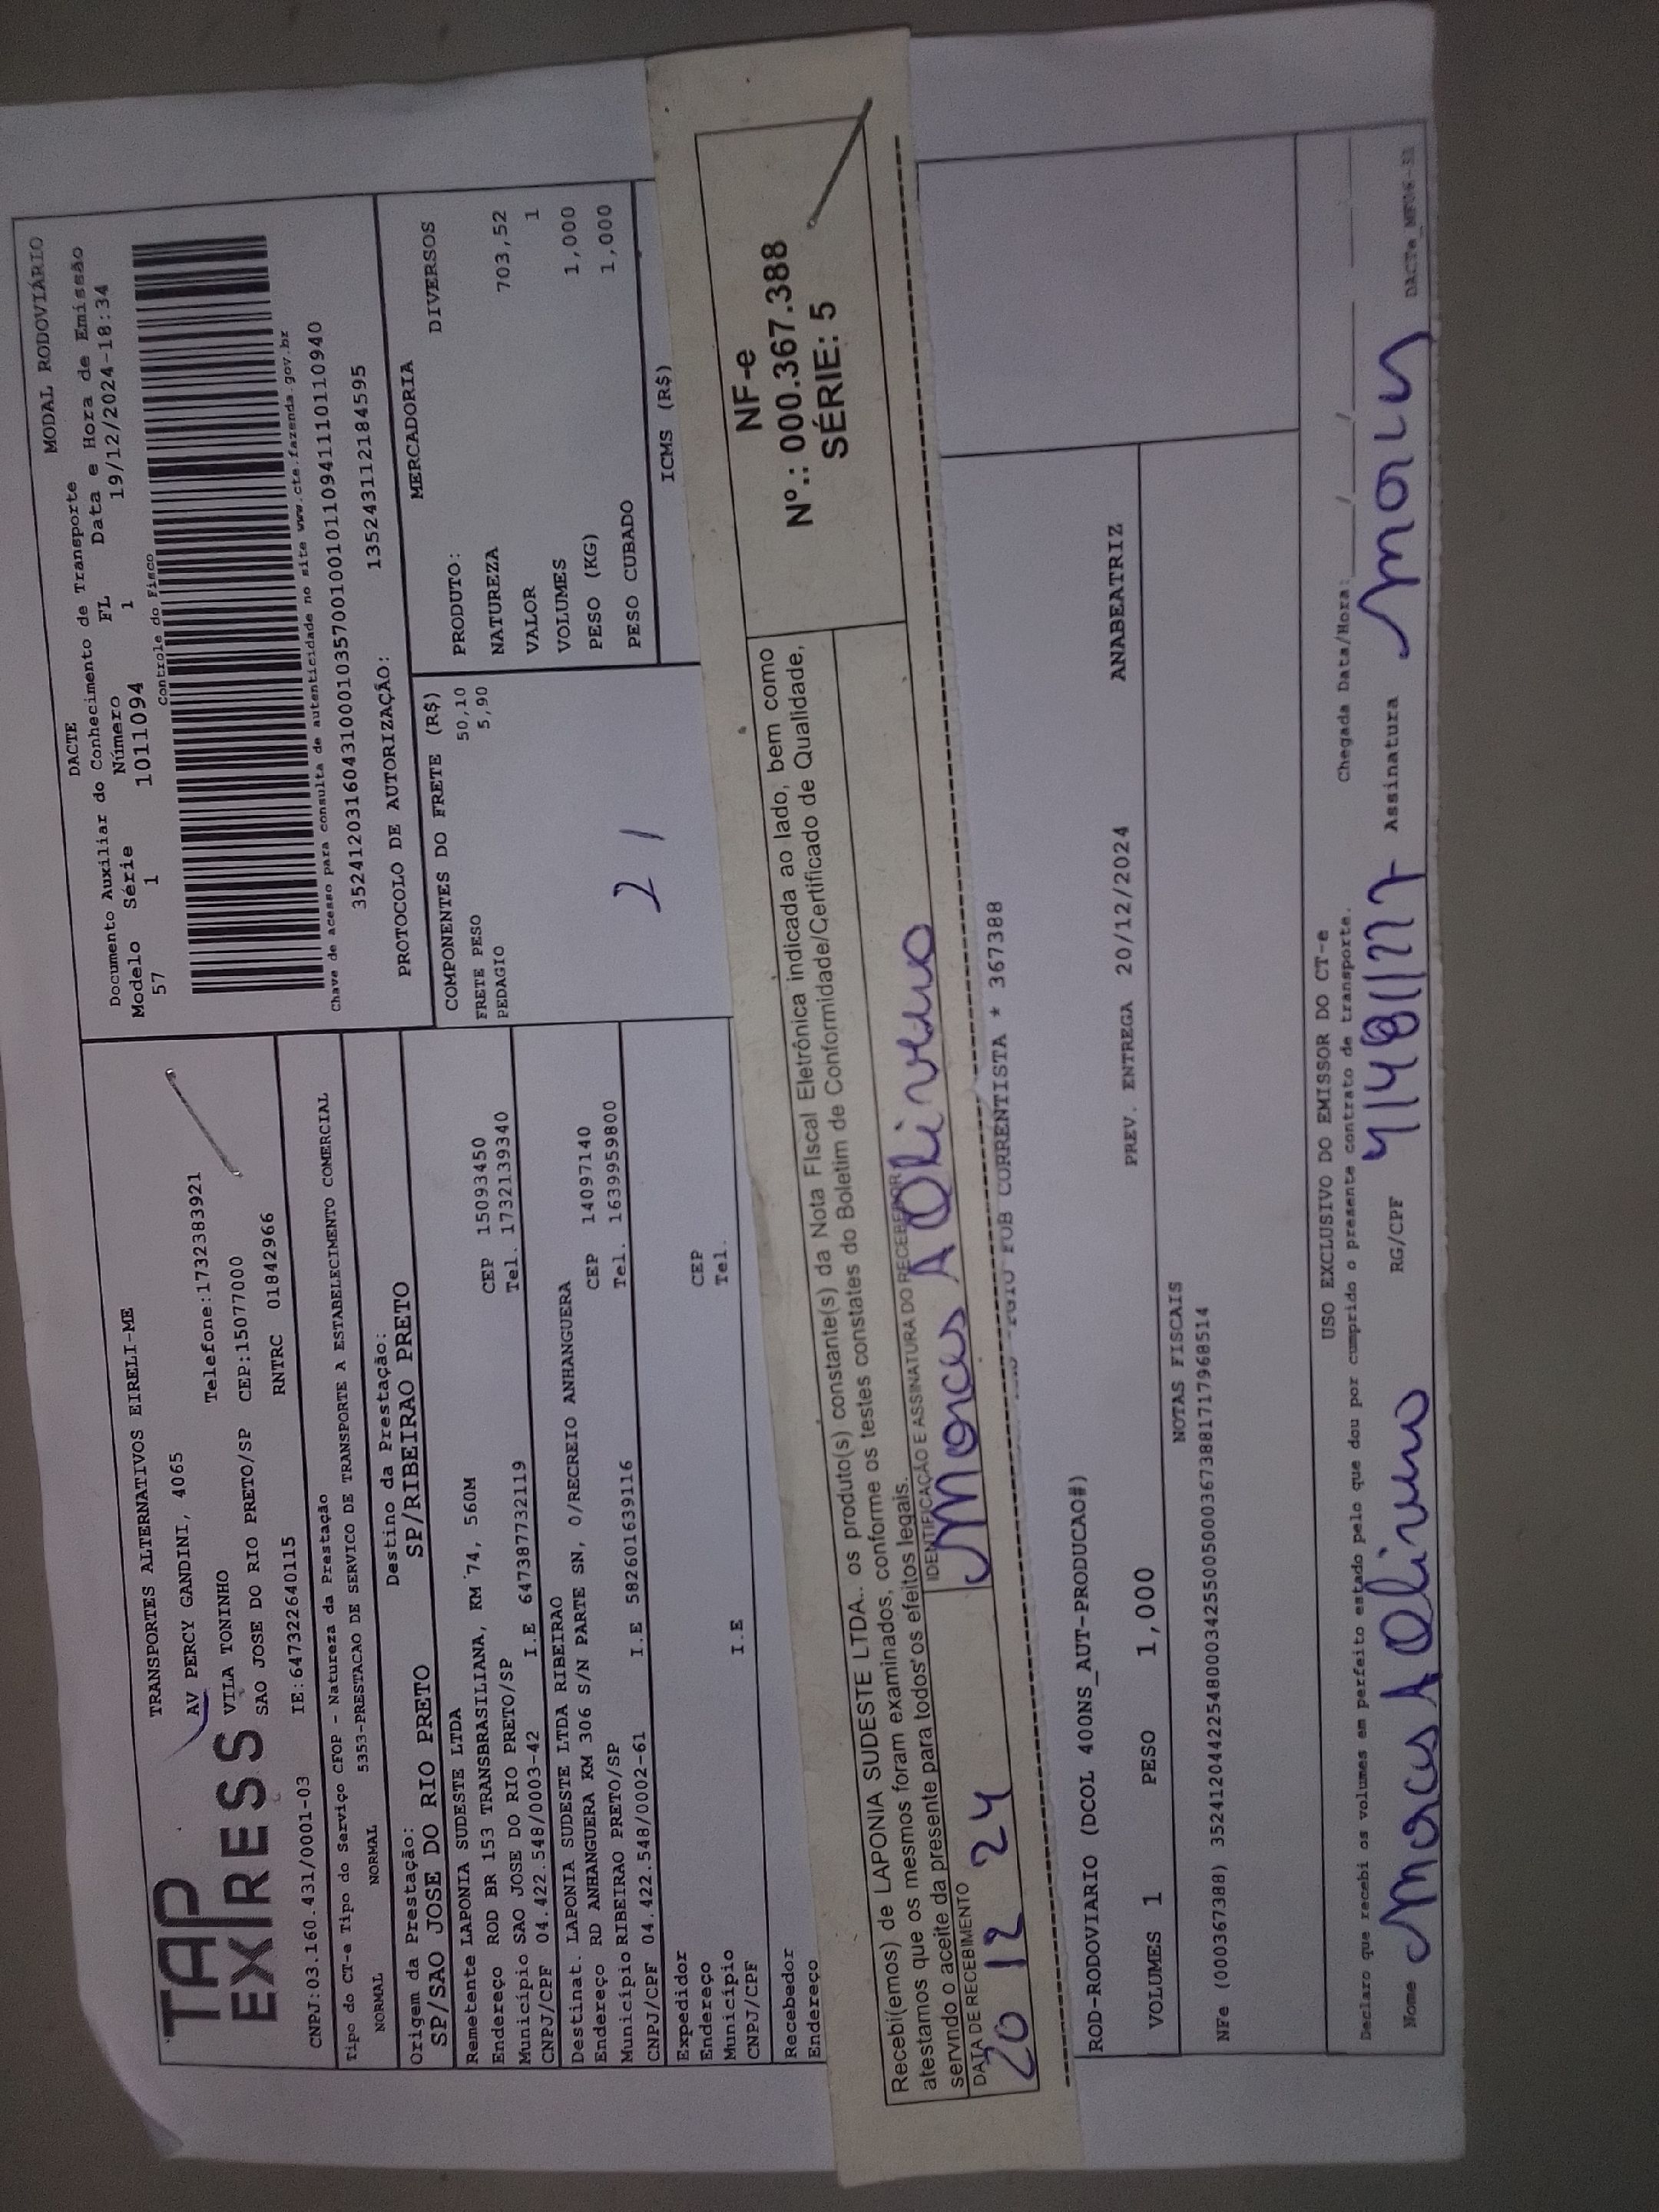 TAP
EXPRESS
TRANSPORTES ALTERNATIVOS EIRELI-ME
AV PERCY GANDINI, 4065
Telefone:1732383921
VILA TONINHO
SAO JOSE DO RIO PRETO/SP CEP:15077000
CNPJ:03.160.431/0001-03 IE:647322640115 RNTRC 01842966
MODAL RODOVIÁRIO
DACTE
Documento Auxiliar do Conhecimento de Transporte
Modelo Série Número FL Data e Hora de Emissão
57 1 1011094 1 19/12/2024-18:34
Controle do Fisco
Chave de acesso para consulta de autenticidade no site www.cte.fazenda.gov.br
35241203160431000103570010010110941110110940
PROTOCOLO DE AUTORIZAÇÃO: 135243112184595
Tipo do CT-e Tipo do Serviço CFOP - Natureza da Prestação
NORMAL NORMAL 5353-PRESTACAO DE SERVICO DE TRANSPORTE A ESTABELECIMENTO COMERCIAL
Origem da Prestação: Destino da Prestação:
SP/SAO JOSE DO RIO PRETO SP/RIBEIRAO PRETO
Remetente LAPONIA SUDESTE LTDA
Endereço ROD BR 153 TRANSBRASILIANA, KM 74, 560M CEP 15093450
Município SAO JOSE DO RIO PRETO/SP Tel. 1732139340
CNPJ/CPF 04.422.548/0003-42 I.E 647387732119
Destinat. LAPONIA SUDESTE LTDA RIBEIRAO
Endereço RD ANHANGUERA KM 306 S/N PARTE SN, 0/RECREIO ANHANGUERA
Município RIBEIRAO PRETO/SP CEP 14097140
CNPJ/CPF 04.422.548/0002-61 I.E 582601639116 Tel. 1639959800
Expedidor
Endereço
Município CEP
CNPJ/CPF I.E Tel.
Recebedor
Endereço
COMPONENTES DO FRETE (R$)
FRETE PESO 50,10
PEDAGIO 5,90
21
MERCADORIA
PRODUTO: DIVERSOS
NATUREZA
VALOR 703,52
VOLUMES 1
PESO (KG) 1,000
PESO CUBADO 1,000
ICMS (R$)
Recebi(emos) de LAPONIA SUDESTE LTDA.. os produto(s) constante(s) da Nota FIscal Eletrônica indicada ao lado, bem como
atestamos que os mesmos foram examinados, conforme os testes constates do Boletim de Conformidade/Certificado de Qualidade,
servndo o aceite da presente para todos os efeitos legais.
DATA DE RECEBIMENTO
20 12 24
IDENTIFICAÇÃO E ASSINATURA DO RECEBEDOR
NF-e
Nº.: 000.367.388
SÉRIE: 5
FOB CORRENTISTA * 367388
ROD-RODOVIARIO (DCOL 400NS_AUT-PRODUCAO#)
PREV. ENTREGA 20/12/2024 ANABEATRIZ
VOLUMES 1 PESO 1,000
NOTAS FISCAIS
NFe (000367388) 35241204422548000342550050003673881717968514
USO EXCLUSIVO DO EMISSOR DO CT-e
Declaro que recebi os volumes em perfeito estado pelo que dou por cumprido o presente contrato de transporte.
Chegada Data/Hora:___/___/___
Nome RG/CPF Assinatura
DACTe_MF06-S1